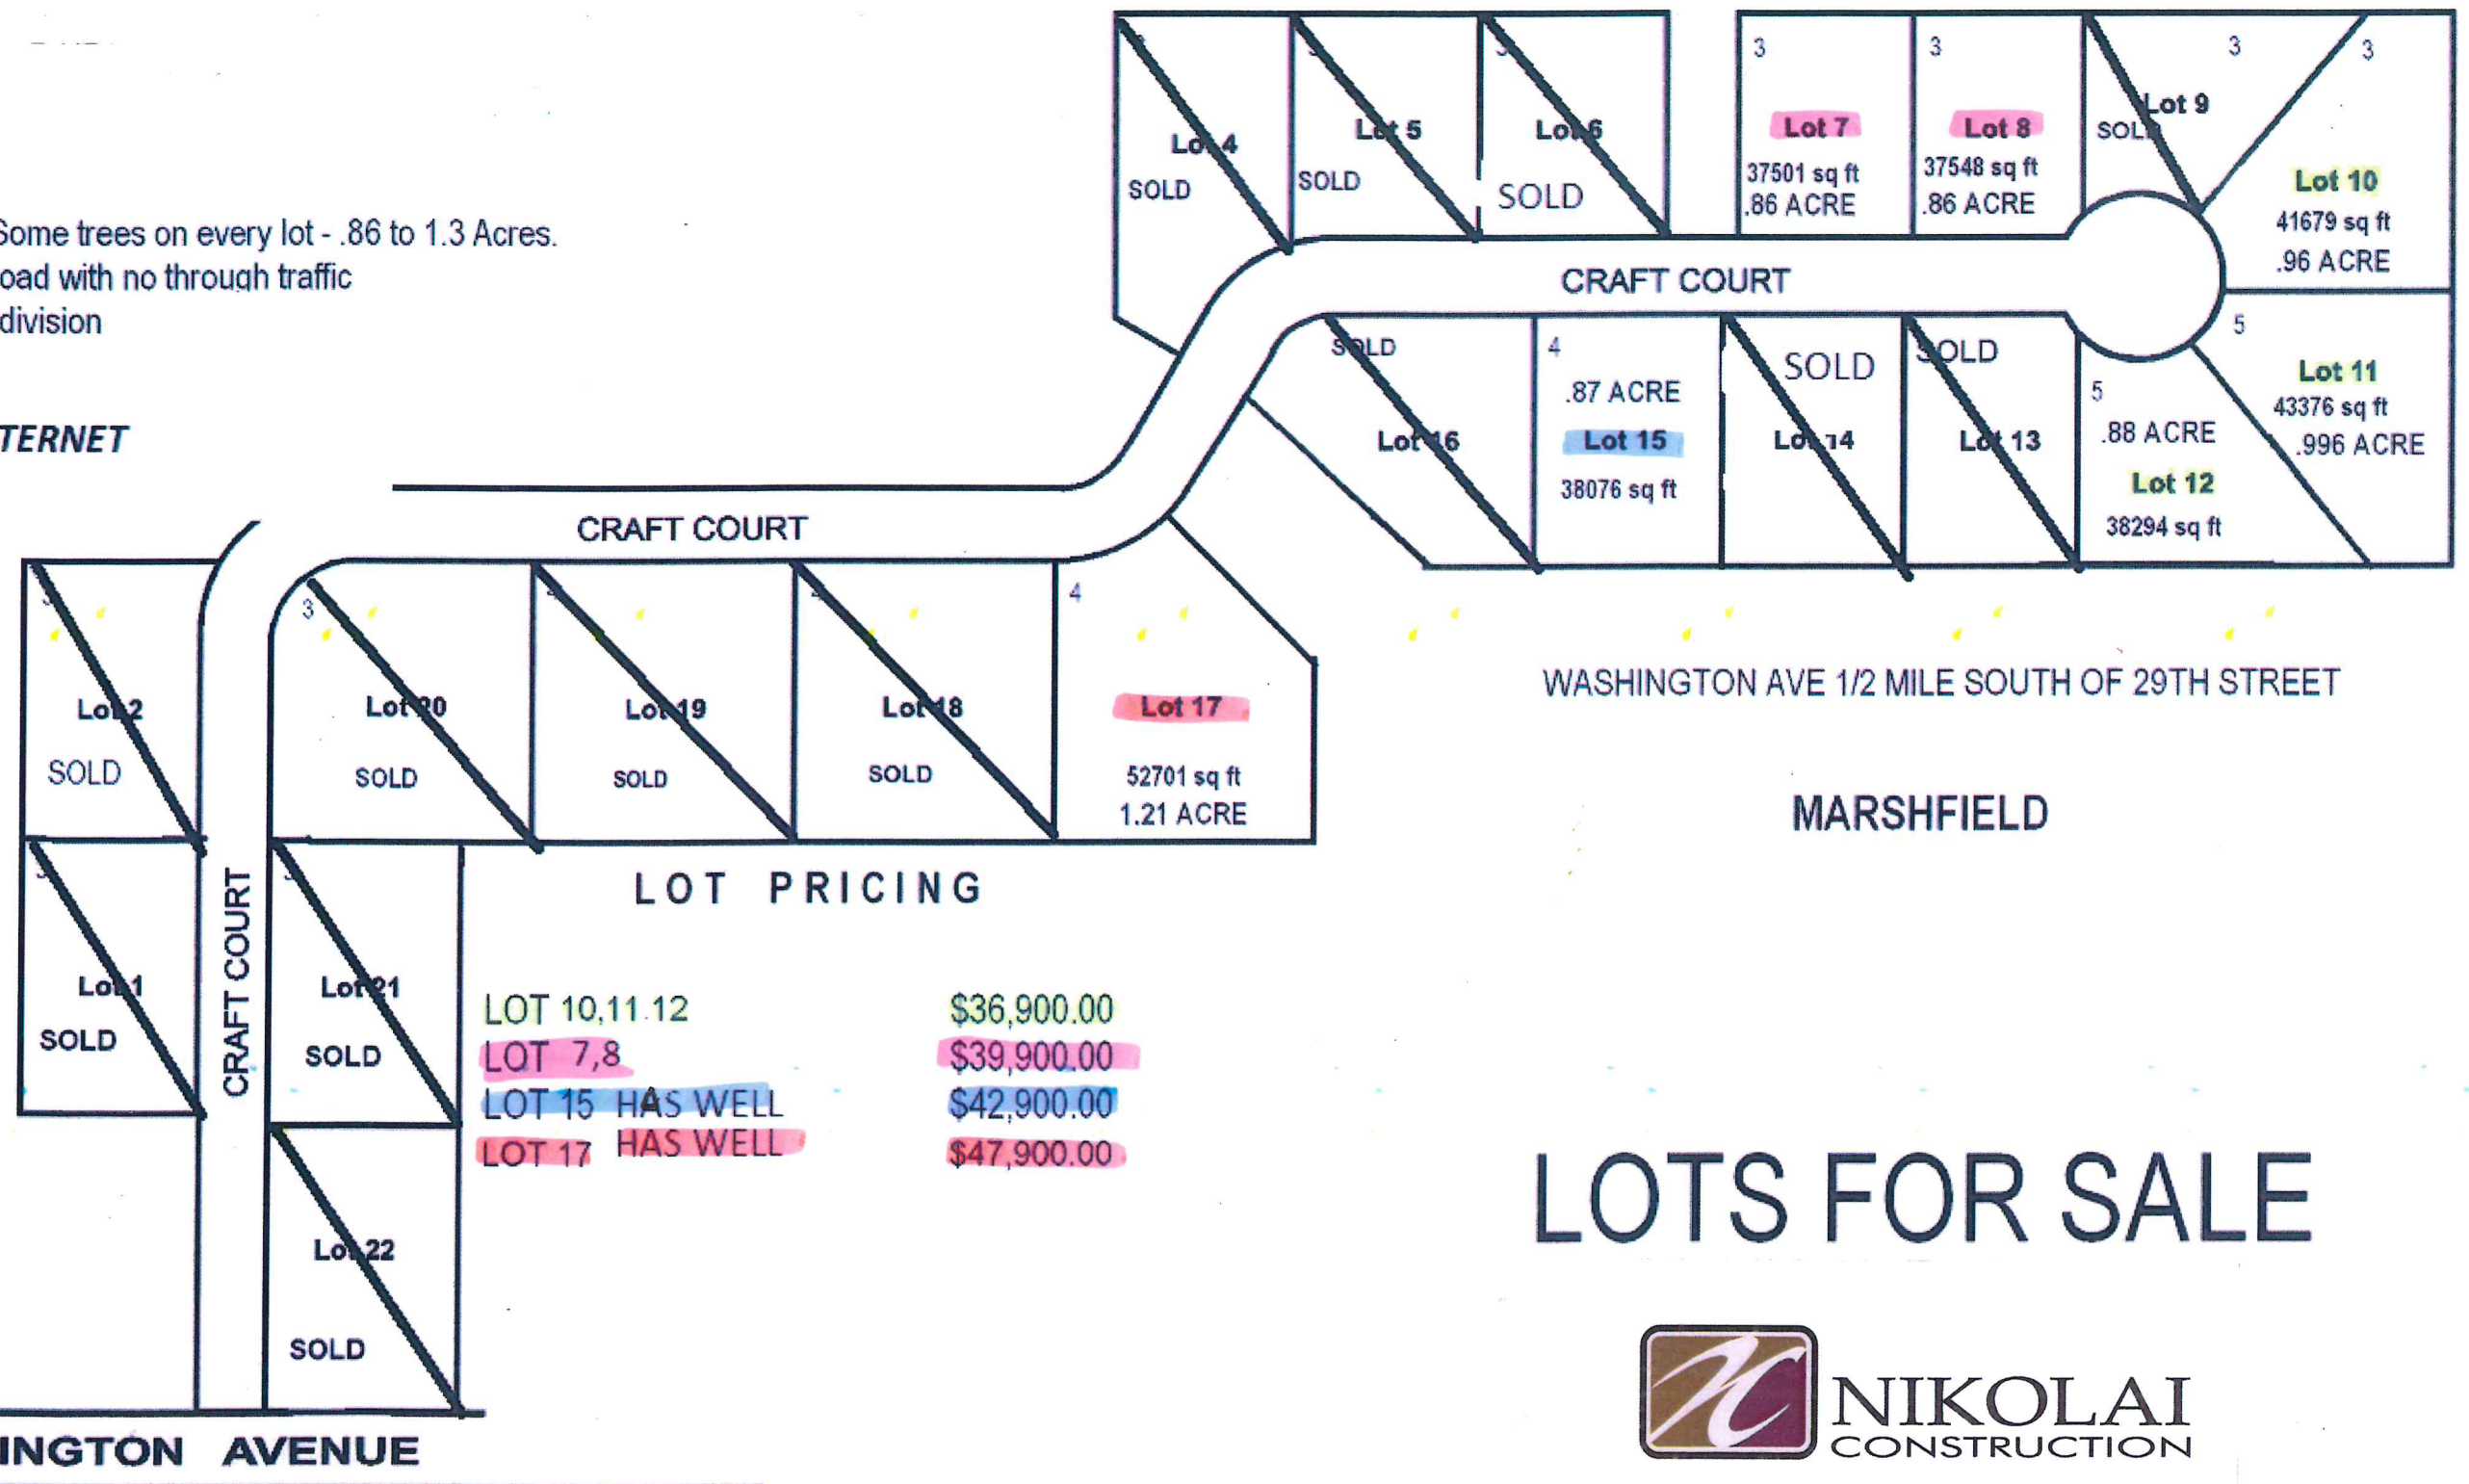 3
Lot 4
SOLD
3
Lot 5
SOLD
3
Lot 6
SOLD
3
Lot 7
37501 sq ft
.86 ACRE
3
Lot 8
37548 sq ft
.86 ACRE
3
Lot 9
SOLD
3
Lot 10
41679 sq ft
.96 ACRE
Some trees on every lot - .86 to 1.3 Acres.
oad with no through traffic
division
TERNET
CRAFT COURT
SOLD
Lot 16
4
.87 ACRE
Lot 15
38076 sq ft
SOLD
Lot 14
SOLD
Lot 13
5
.88 ACRE
Lot 12
38294 sq ft
5
Lot 11
43376 sq ft
.996 ACRE
CRAFT COURT
3
Lot 2
SOLD
3
Lot 20
SOLD
Lot 19
SOLD
Lot 18
SOLD
4
Lot 17
52701 sq ft
1.21 ACRE
WASHINGTON AVE 1/2 MILE SOUTH OF 29TH STREET
MARSHFIELD
Lot 1
SOLD
CRAFT COURT
Lot 21
SOLD
Lot 22
SOLD
LOT PRICING
LOT 10,11.12 $36,900.00
LOT 7,8 $39,900.00
LOT 15 HAS WELL $42,900.00
LOT 17 HAS WELL $47,900.00
LOTS FOR SALE
NIKOLAI
CONSTRUCTION
INGTON AVENUE